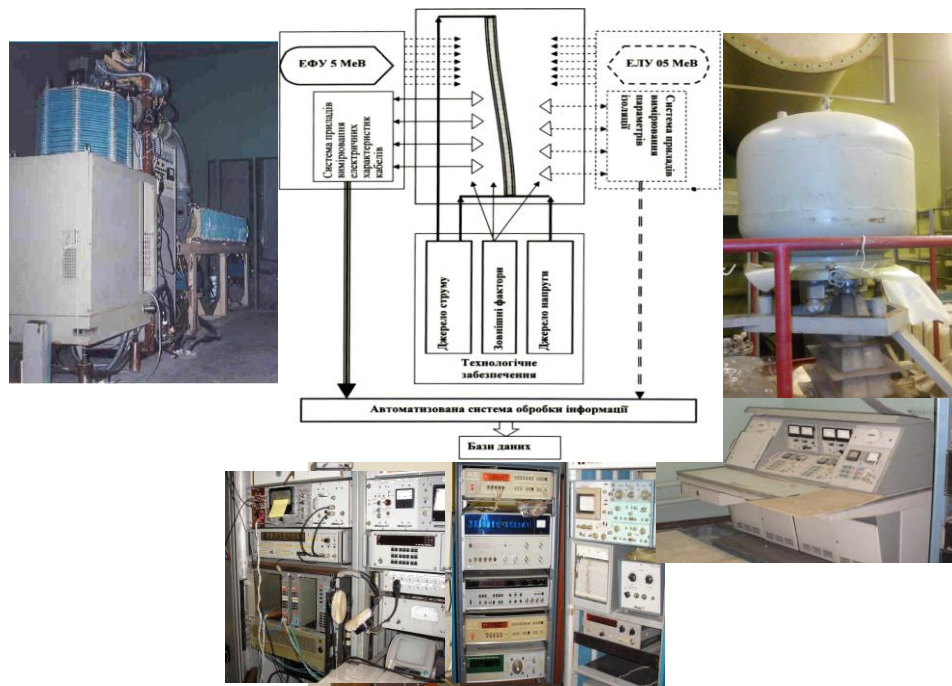 ЕФУ 5 МеВ
ЕЛУ 05 МеВ
Система приладів
вимірювання
електричних
характеристик
кабелів
Система приладів
вимірювання
параметрів
ізоляції
Джерело струму
Зовнішні фактори
Джерело напруги
Технологічне
забезпечення
Автоматизована система обробки інформації
Бази даних